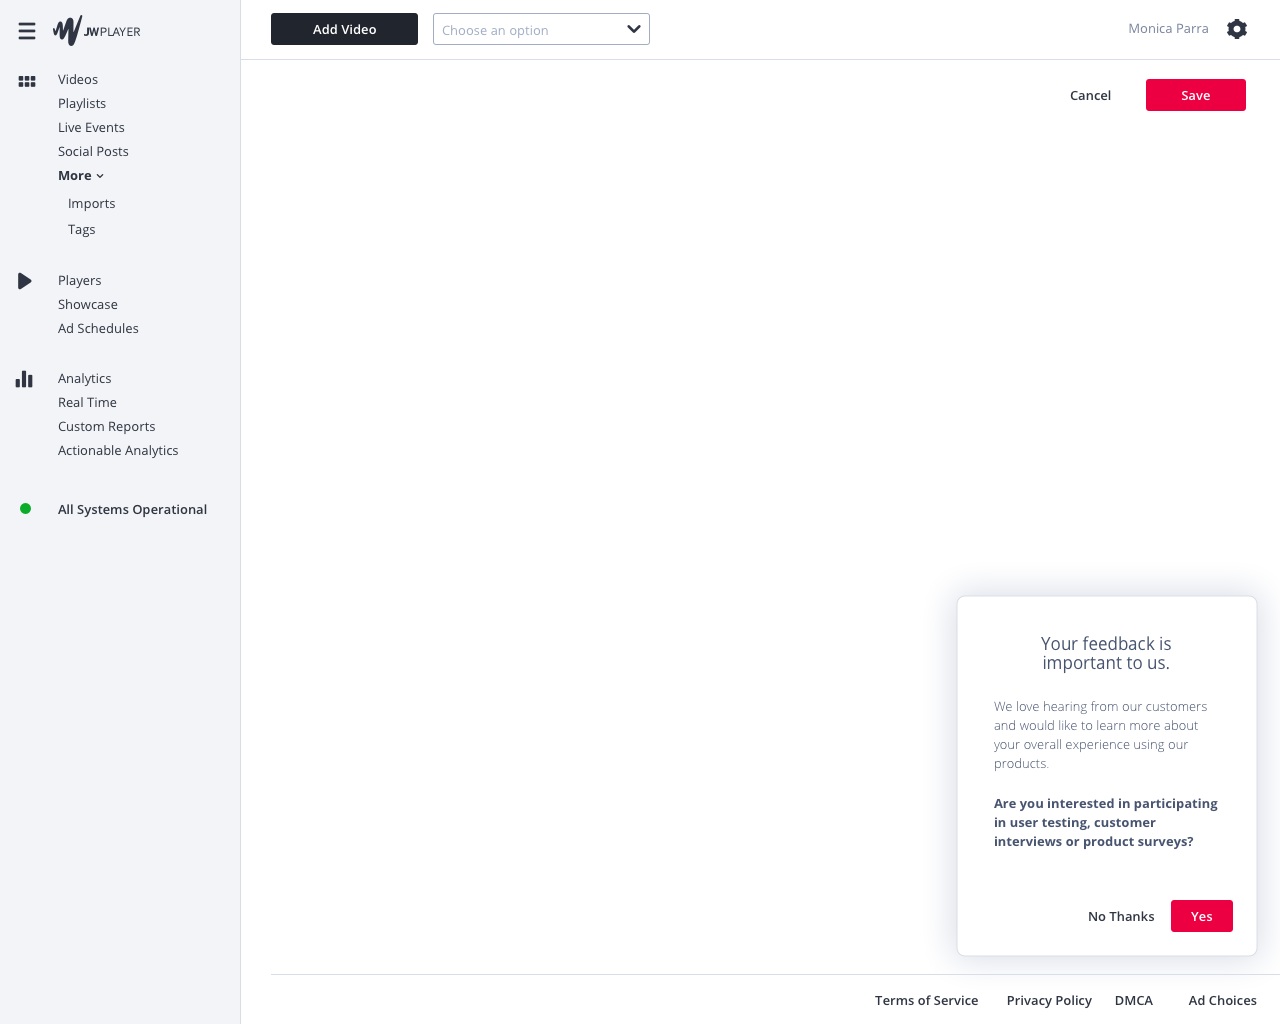 JWPLAYER
Videos
Playlists
Live Events
Social Posts
More
Imports
Tags
Players
Showcase
Ad Schedules
Analytics
Real Time
Custom Reports
Actionable Analytics
All Systems Operational
Add Video
Choose an option
Monica Parra
Cancel
Save
Your feedback is
important to us.
We love hearing from our customers
and would like to learn more about
your overall experience using our
products.
Are you interested in participating
in user testing, customer
interviews or product surveys?
No Thanks
Yes
Terms of Service
Privacy Policy
DMCA
Ad Choices